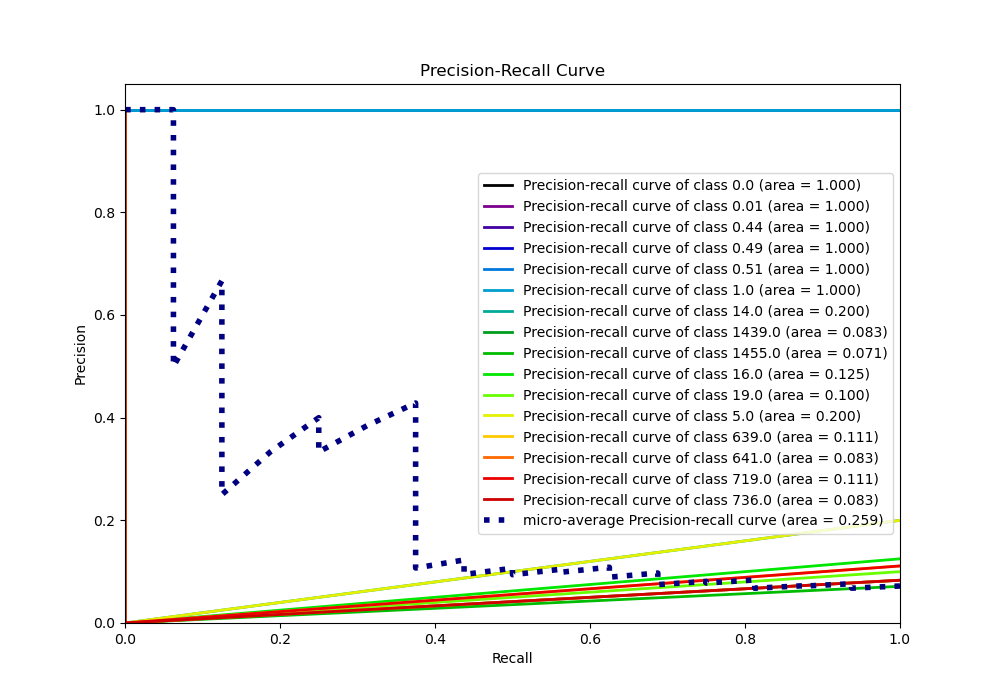 Precision-Recall Curve
1.0
0.8
0.6
0.4
0.2
0.0
Precision
Precision-recall curve of class 0.0 (area = 1.000)
Precision-recall curve of class 0.01 (area = 1.000)
Precision-recall curve of class 0.44 (area = 1.000)
Precision-recall curve of class 0.49 (area = 1.000)
Precision-recall curve of class 0.51 (area = 1.000)
Precision-recall curve of class 1.0 (area = 1.000)
Precision-recall curve of class 14.0 (area = 0.200)
Precision-recall curve of class 1439.0 (area = 0.083)
Precision-recall curve of class 1455.0 (area = 0.071)
Precision-recall curve of class 16.0 (area = 0.125)
Precision-recall curve of class 19.0 (area = 0.100)
Precision-recall curve of class 5.0 (area = 0.200)
Precision-recall curve of class 639.0 (area = 0.111)
Precision-recall curve of class 641.0 (area = 0.083)
Precision-recall curve of class 719.0 (area = 0.111)
Precision-recall curve of class 736.0 (area = 0.083)
micro-average Precision-recall curve (area = 0.259)
0.0 0.2 0.4 0.6 0.8 1.0
Recall